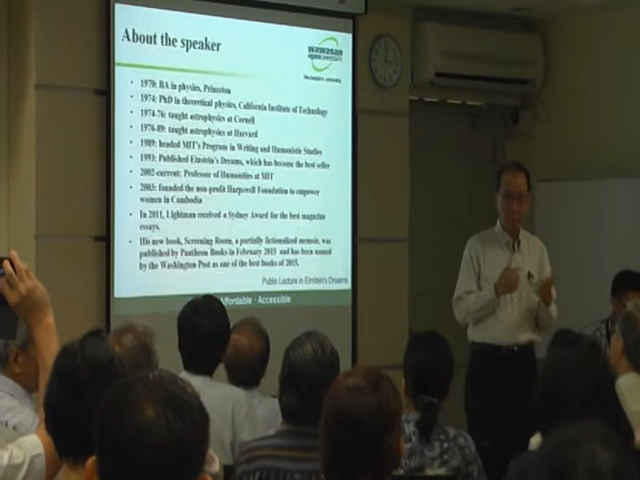 About the speaker
wawasan
open university
• 1970: BA in physics, Princeton
• 1974: PhD in theoretical physics, California Institute of Technology
• 1974-76: taught astrophysics at Cornell
• 1976-89: taught astrophysics at Harvard
• 1989: headed MIT's Program in Writing and Humanistic Studies
• 1993: Published Einstein's Dreams, which has become the best seller
• 2002-current: Professor of Humanities at MIT
• 2003: founded the non-profit Harpswell Foundation to empower
women in Cambodia
• In 2011, Lightman received a Sydney Award for the best magazine
essays.
• His new book, Screening Room, a partially fictionalized memoir, was
published by Pantheon Books in February 2015 and has been named
by the Washington Post as one of the best books of 2015.
Public Lecture in Einstein's Dreams
Affordable · Accessible